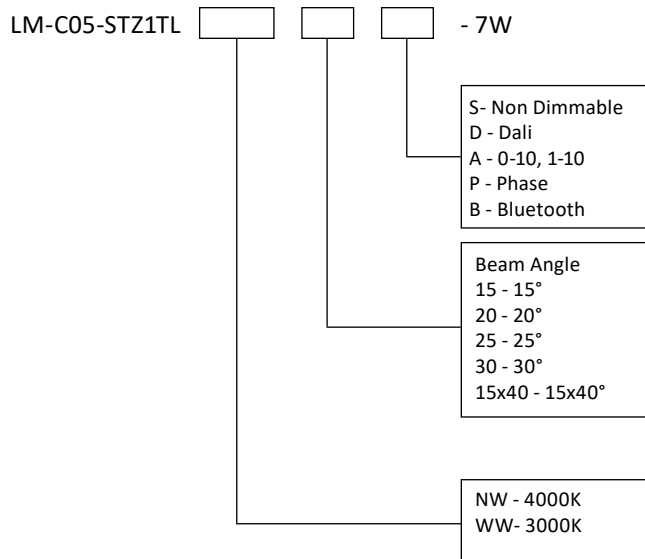 LM-C05-STZ1TL - 7W
S- Non Dimmable
D - Dali
A - 0-10, 1-10
P - Phase
B - Bluetooth
Beam Angle
15 - 15°
20 - 20°
25 - 25°
30 - 30°
15x40 - 15x40°
NW - 4000K
WW- 3000K